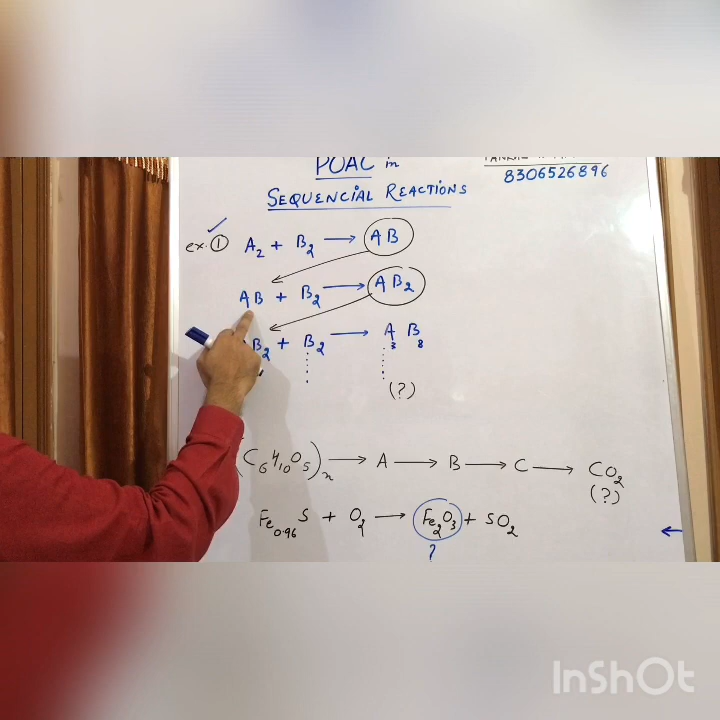 POAC in
SEQUENCIAL REACTIONS
8306526896
ex. ① A₂ + B₂ ⟶ AB
AB + B₂ ⟶ AB₂
B₂ + B₂ ⟶ A₃B₈
(?)
(C₆H₁₀O₅)ₙ ⟶ A ⟶ B ⟶ C ⟶ CO₂
(?)
Fe₀.₉₆S + O₂ ⟶ Fe₂O₃ + SO₂
?
InShOt